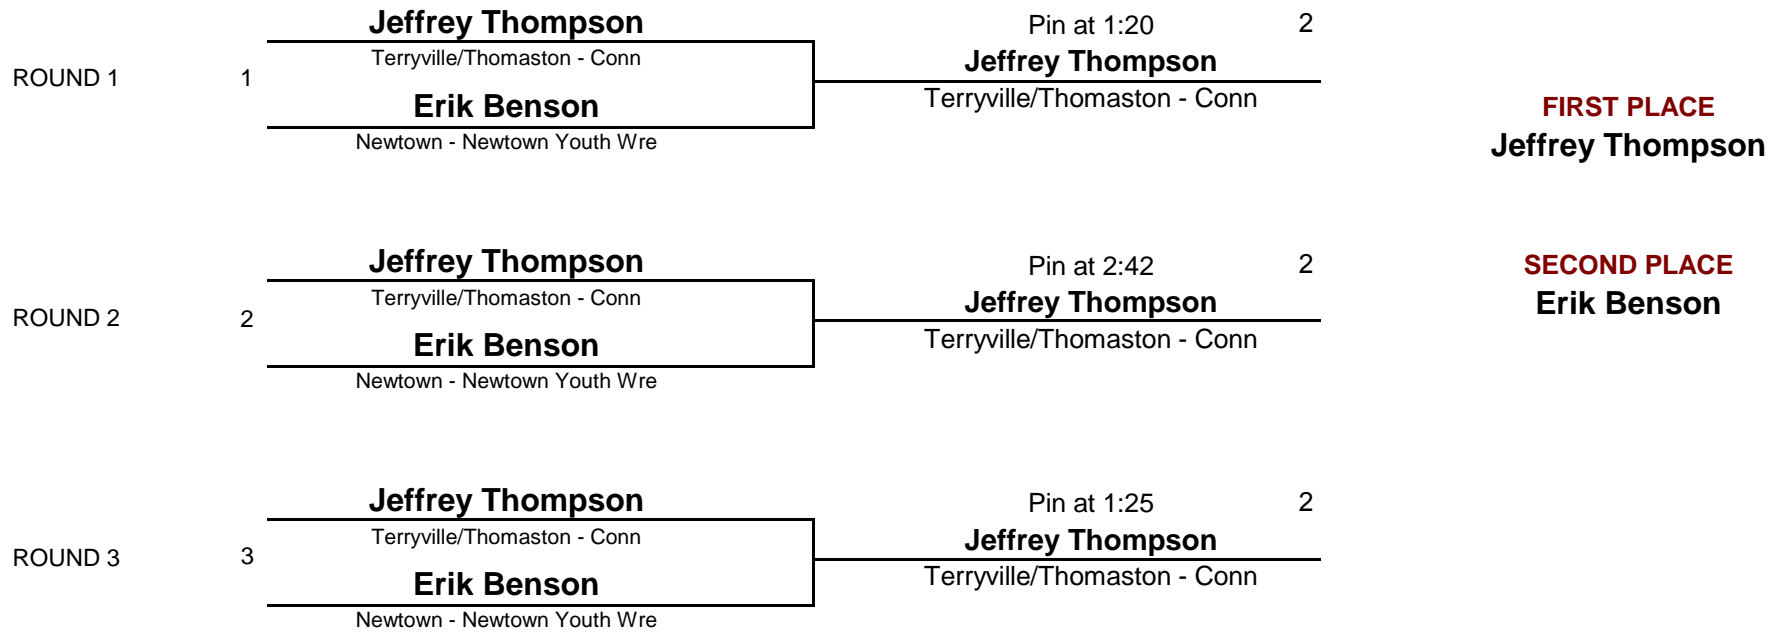 Jeffrey Thompson
Pin at 1:20 2
Terryville/Thomaston - Conn
Jeffrey Thompson
ROUND 1 1
Erik Benson
Terryville/Thomaston - Conn
FIRST PLACE
Newtown - Newtown Youth Wre
Jeffrey Thompson
Jeffrey Thompson
Pin at 2:42 2
SECOND PLACE
Terryville/Thomaston - Conn
Jeffrey Thompson
Erik Benson
ROUND 2 2
Erik Benson
Terryville/Thomaston - Conn
Newtown - Newtown Youth Wre
Jeffrey Thompson
Pin at 1:25 2
Terryville/Thomaston - Conn
Jeffrey Thompson
ROUND 3 3
Erik Benson
Terryville/Thomaston - Conn
Newtown - Newtown Youth Wre